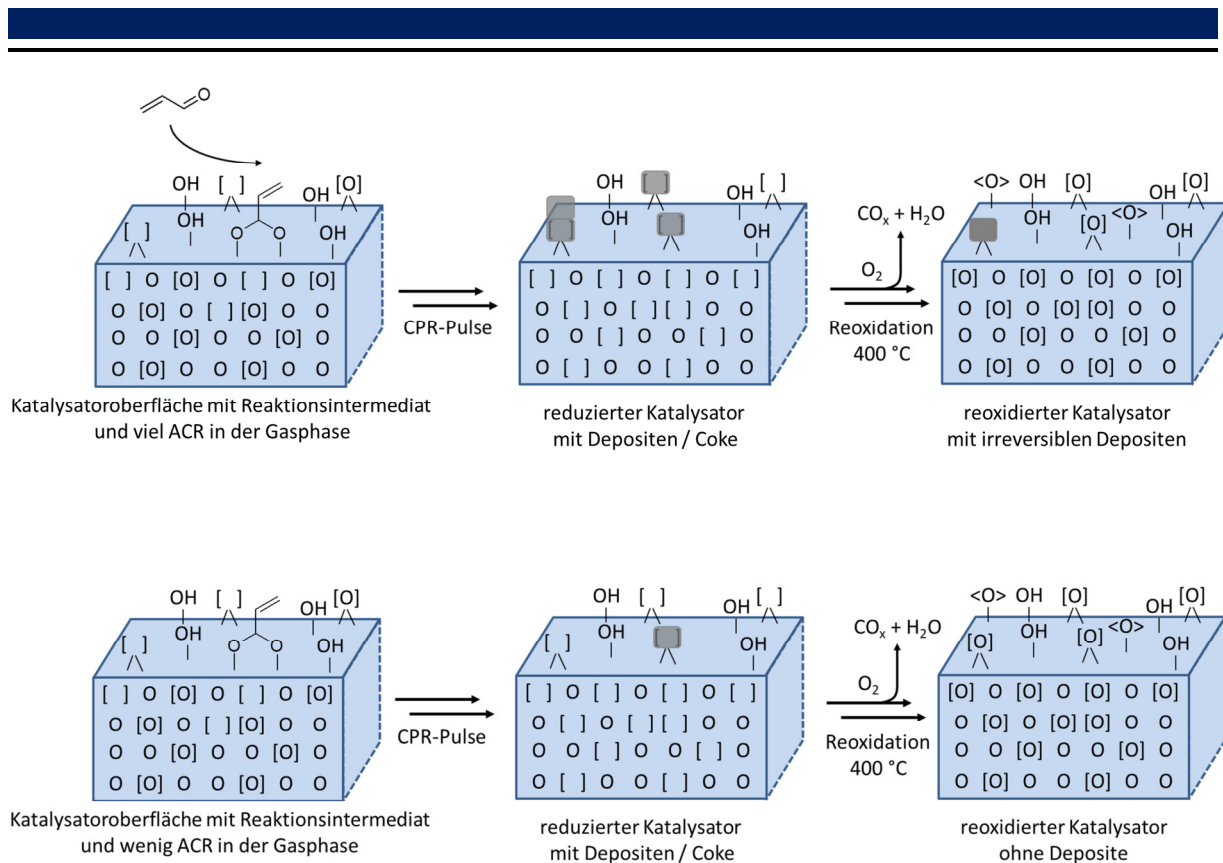 O
OH [ ] [O]
OH OH
[ ] O O OH
[ ] O [O] O [ ] O [O]
O [O] O [ ] [O] O O
O O [O] O O [O] O
O [O] O O [O] O O
Katalysatoroberfläche mit Reaktionsintermediat
und viel ACR in der Gasphase
CPR-Pulse
OH [ ] [ ]
[ ] OH [ ] OH
[ ] OH
[ ] O [ ] O [ ] O [ ]
O [ ] O [ ] [ ] O O
O O [ ] O O [ ] O
O [ ] O O [ ] O O
reduzierter Katalysator
mit Depositen / Coke
COₓ + H₂O
O₂
Reoxidation
400 °C
<O> OH [O] [O]
OH [O] <O> OH
OH
[O] O [O] O [O] O [O]
O [O] O [O] [O] O O
O O [O] O O [O] O
O [O] O O [O] O O
reoxidierter Katalysator
mit irreversiblen Depositen
OH [ ] [O]
OH OH
[ ] O O OH
[ ] O [O] O [ ] O [O]
O [O] O [ ] [O] O O
O O [O] O O [O] O
O [O] O O [O] O O
Katalysatoroberfläche mit Reaktionsintermediat
und wenig ACR in der Gasphase
CPR-Pulse
OH [ ] [ ]
OH OH
[ ] [ ] OH
[ ] O [ ] O [ ] O [ ]
O [ ] O [ ] [ ] O O
O O [ ] O O [ ] O
O [ ] O O [ ] O O
reduzierter Katalysator
mit Depositen / Coke
COₓ + H₂O
O₂
Reoxidation
400 °C
<O> OH [O] [O]
OH <O> OH
[O] [O] OH
[O] O [O] O [O] O [O]
O [O] O [O] [O] O O
O O [O] O O [O] O
O [O] O O [O] O O
reoxidierter Katalysator
ohne Deposite